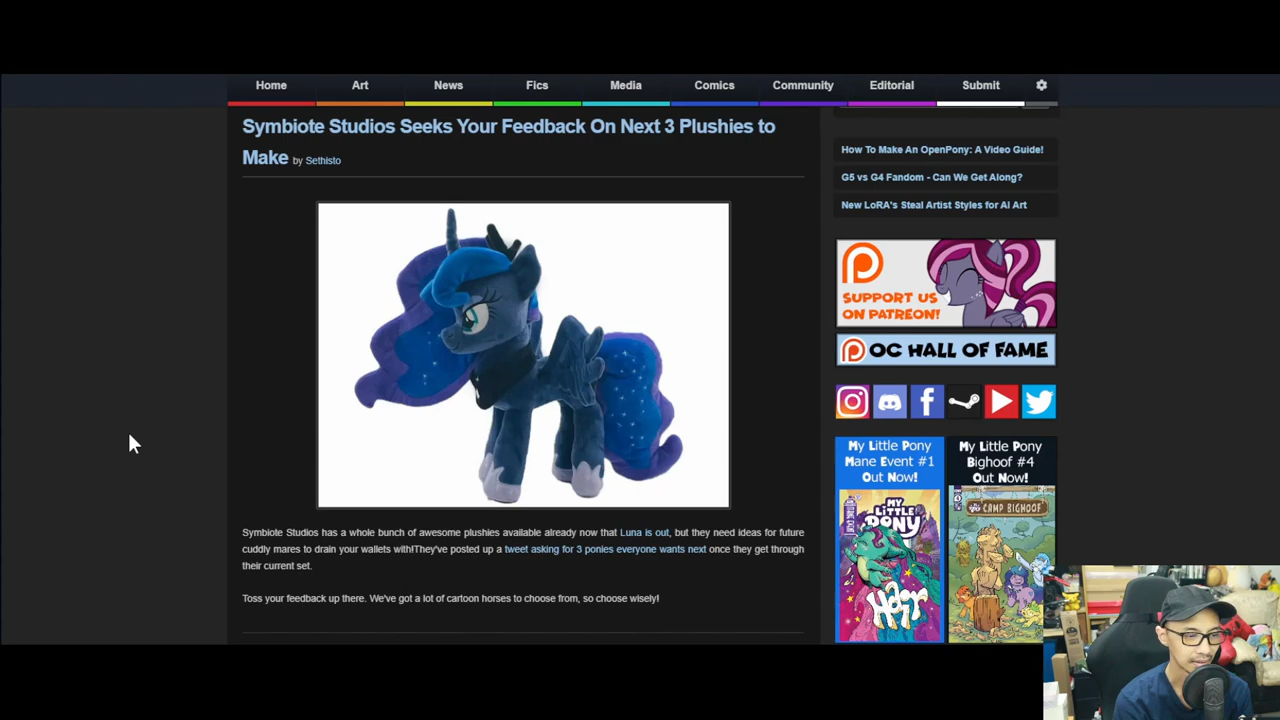 Home Art News Fics Media Comics Community Editorial Submit
Symbiote Studios Seeks Your Feedback On Next 3 Plushies to
Make by Sethisto
Symbiote Studios has a whole bunch of awesome plushies available already now that Luna is out, but they need ideas for future
cuddly mares to drain your wallets with!They've posted up a tweet asking for 3 ponies everyone wants next once they get through
their current set.
Toss your feedback up there. We've got a lot of cartoon horses to choose from, so choose wisely!
How To Make An OpenPony: A Video Guide!
G5 vs G4 Fandom - Can We Get Along?
New LoRA's Steal Artist Styles for AI Art
SUPPORT US
ON PATREON!
OC HALL OF FAME
My Little Pony
Mane Event #1
Out Now!
MY
LITTLE
PONY
Hair
My Little Pony
Bighoof #4
Out Now!
CAMP BIGHOOF